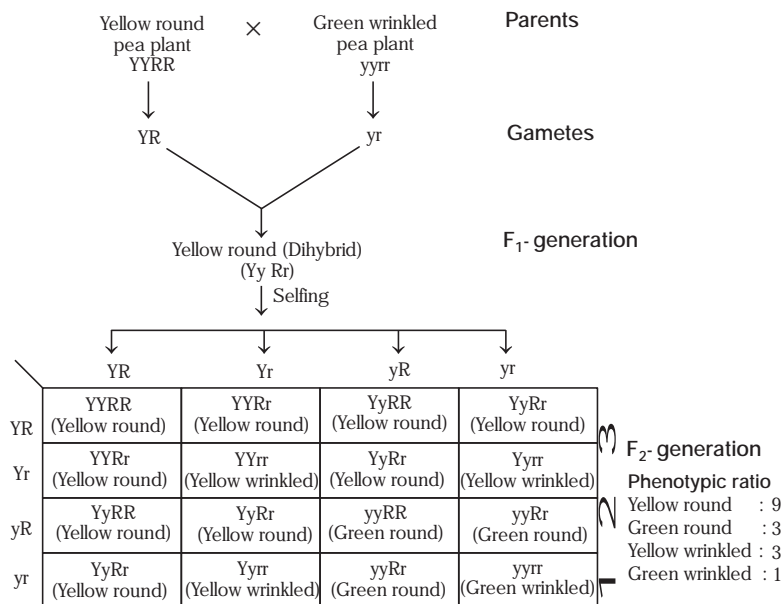 Yellow round × Green wrinkled Parents
pea plant pea plant
YYRR yyrr
YR yr Gametes
F₁- generation
Yellow round (Dihybrid)
(Yy Rr)
Selfing
YR Yr yR yr
YR YYRR YYRr YyRR YyRr
(Yellow round) (Yellow round) (Yellow round) (Yellow round)
Yr YYRr YYrr YyRr Yyrr
(Yellow round) (Yellow wrinkled) (Yellow round) (Yellow wrinkled)
yR YyRR YyRr yyRR yyRr
(Yellow round) (Yellow round) (Green round) (Green round)
yr YyRr Yyrr yyRr yyrr
(Yellow round) (Yellow wrinkled) (Green round) (Green wrinkled)
3
2
1
F₂- generation
Phenotypic ratio
Yellow round : 9
Green round : 3
Yellow wrinkled : 3
Green wrinkled : 1